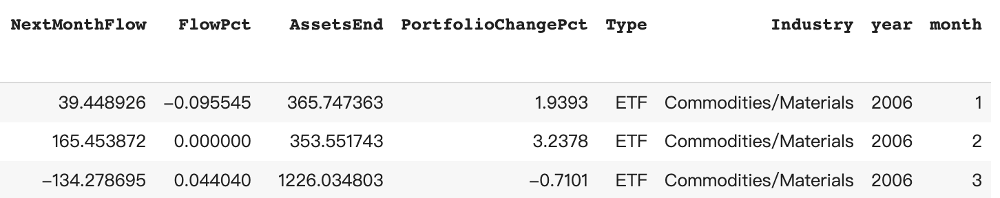 NextMonthFlow FlowPct AssetsEnd PortfolioChangePct Type Industry year month
39.448926 −0.095545 365.747363 1.9393 ETF Commodities/Materials 2006 1
165.453872 0.000000 353.551743 3.2378 ETF Commodities/Materials 2006 2
−134.278695 0.044040 1226.034803 −0.7101 ETF Commodities/Materials 2006 3